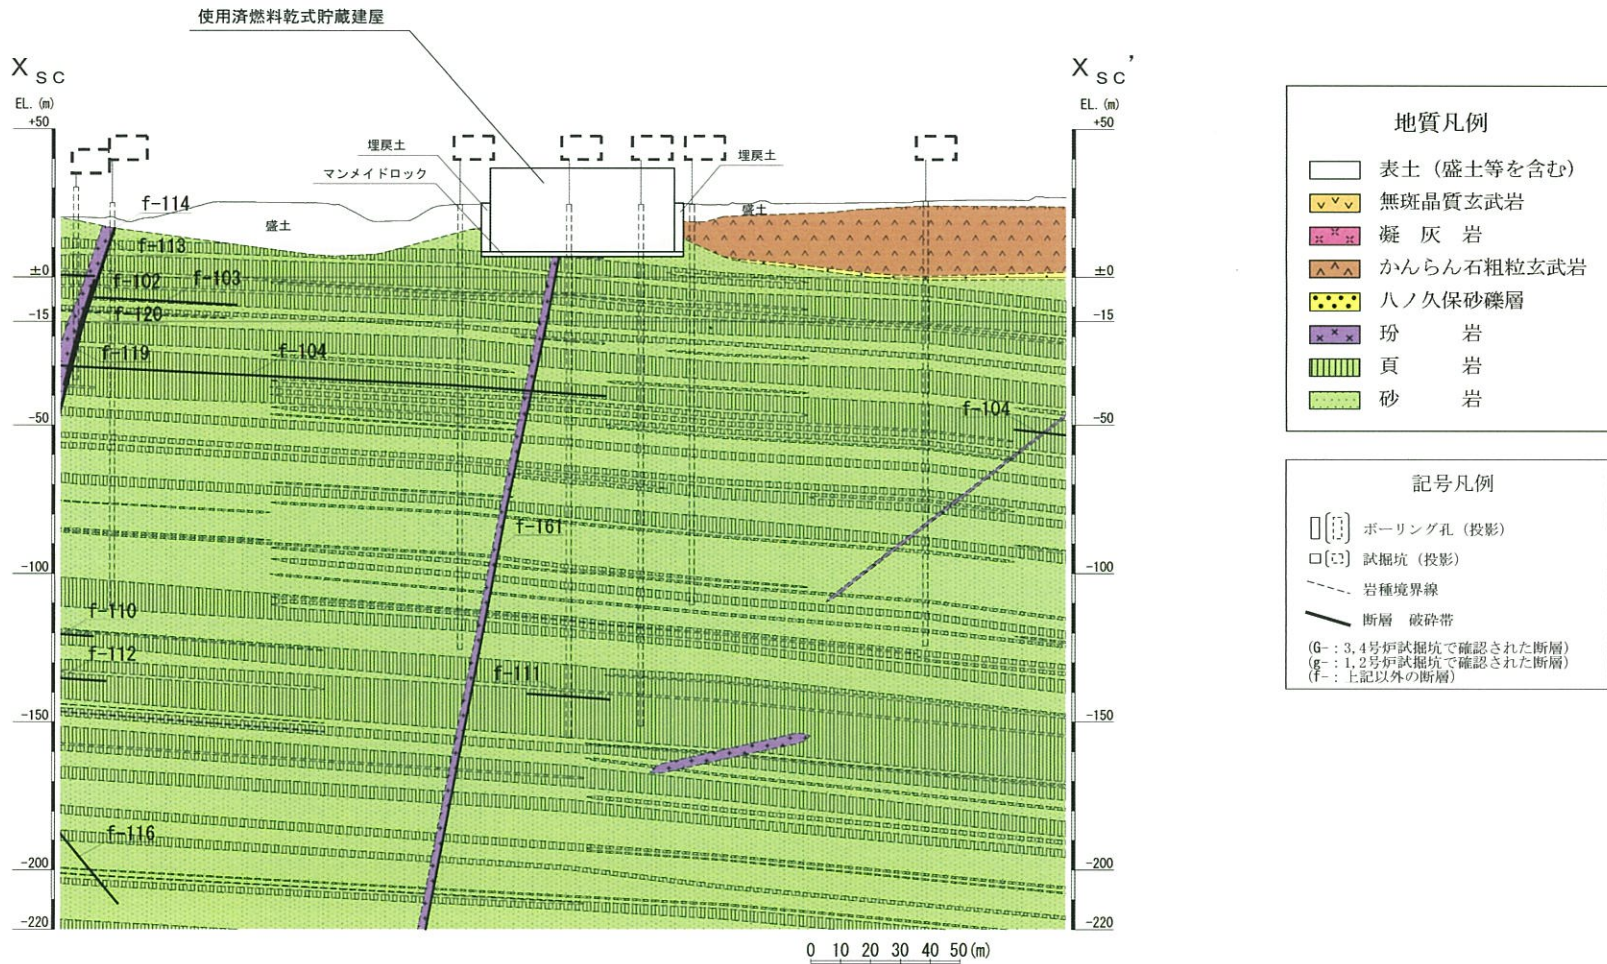 使用済燃料乾式貯蔵建屋
XSC
XSC'
EL. (m)
EL. (m)
+50
±0
-15
-50
-100
-150
-200
-220
+50
±0
-15
-50
-100
-150
-200
-220
埋戻土
マンメイドロック
埋戻土
盛土
盛土
f-114
f-113
f-102
f-103
f-120
f-119
f-104
f-104
f-161
f-110
f-112
f-111
f-116
0 10 20 30 40 50(m)
地質凡例
表土（盛土等を含む）
無斑晶質玄武岩
凝灰岩
かんらん石粗粒玄武岩
八ノ久保砂礫層
玢岩
頁岩
砂岩
記号凡例
ボーリング孔（投影）
試掘坑（投影）
岩種境界線
断層 破砕帯
(G-：3,4号炉試掘坑で確認された断層)
(g-：1,2号炉試掘坑で確認された断層)
(f-：上記以外の断層)